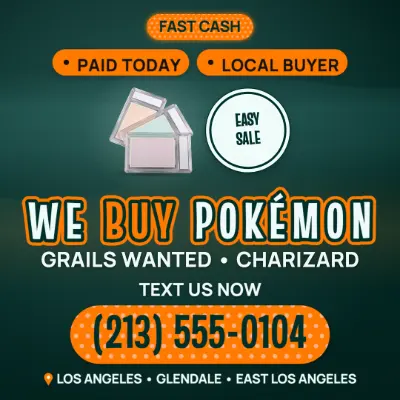 FAST CASH
• PAID TODAY
• LOCAL BUYER
EASY
SALE
WE BUY POKÉMON
GRAILS WANTED • CHARIZARD
TEXT US NOW
(213) 555-0104
LOS ANGELES • GLENDALE • EAST LOS ANGELES